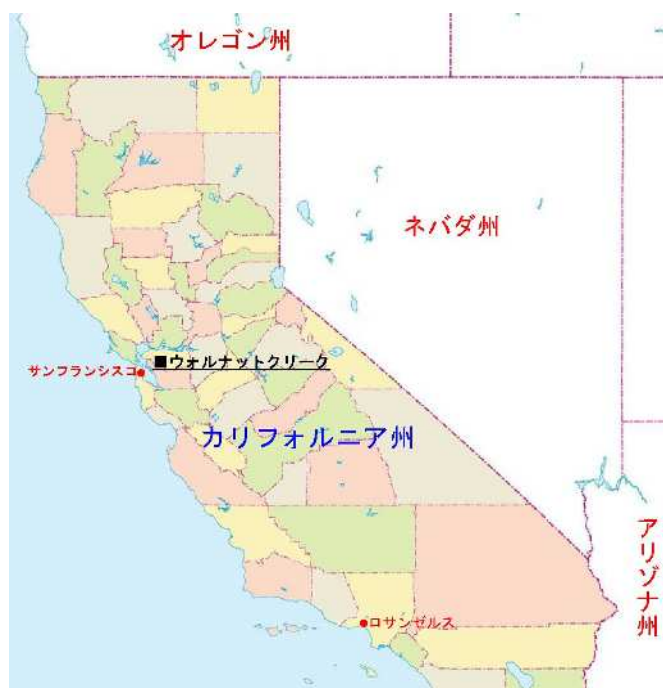 オレゴン州
ネバダ州
■ウォルナットクリーク
サンフランシスコ
カリフォルニア州
アリゾナ州
ロサンゼルス